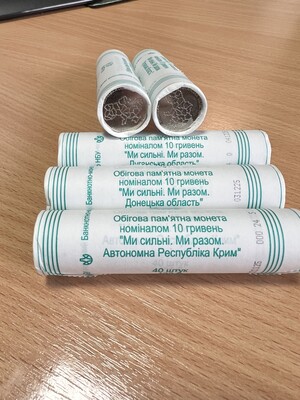 Обігова пам'ятна монета
номіналом 10 гривень
"Ми сильні. Ми разом.
Луганська область"
НБУ
Обігова пам'ятна монета
номіналом 10 гривень
"Ми сильні. Ми разом.
Донецька область"
Обігова пам'ятна монета
номіналом 10 гривень
"Ми сильні. Ми разом.
Автономна Республіка Крим"
40 штук